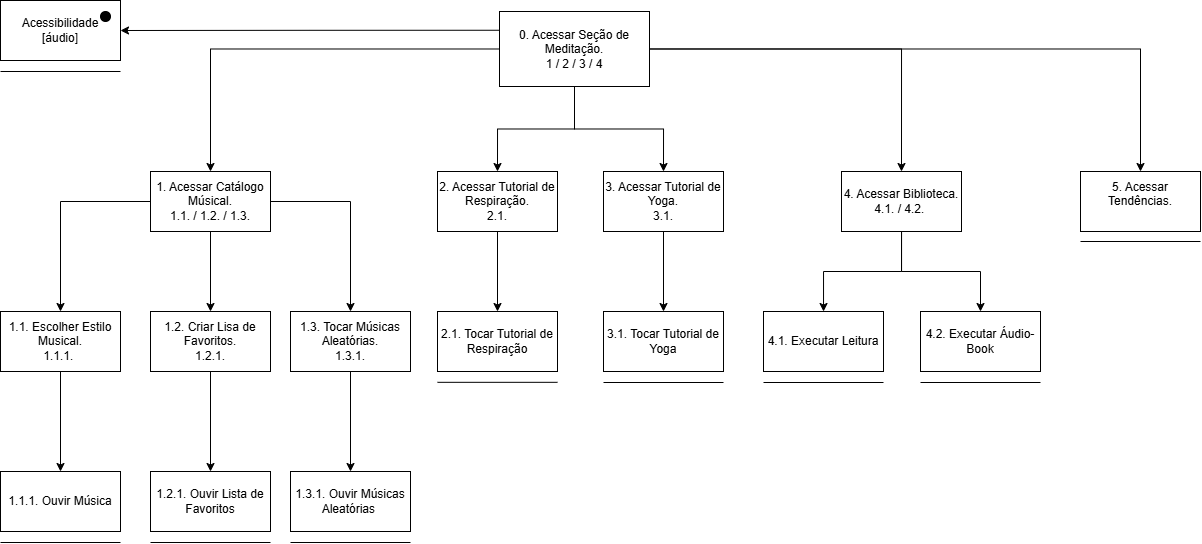 Acessibilidade
[áudio]
0. Acessar Seção de
Meditação.
1 / 2 / 3 / 4
1. Acessar Catálogo
Músical.
1.1. / 1.2. / 1.3.
2. Acessar Tutorial de
Respiração.
2.1.
3. Acessar Tutorial de
Yoga.
3.1.
4. Acessar Biblioteca.
4.1. / 4.2.
5. Acessar
Tendências.
1.1. Escolher Estilo
Musical.
1.1.1.
1.2. Criar Lisa de
Favoritos.
1.2.1.
1.3. Tocar Músicas
Aleatórias.
1.3.1.
2.1. Tocar Tutorial de
Respiração
3.1. Tocar Tutorial de
Yoga
4.1. Executar Leitura
4.2. Executar Áudio-
Book
1.1.1. Ouvir Música
1.2.1. Ouvir Lista de
Favoritos
1.3.1. Ouvir Músicas
Aleatórias